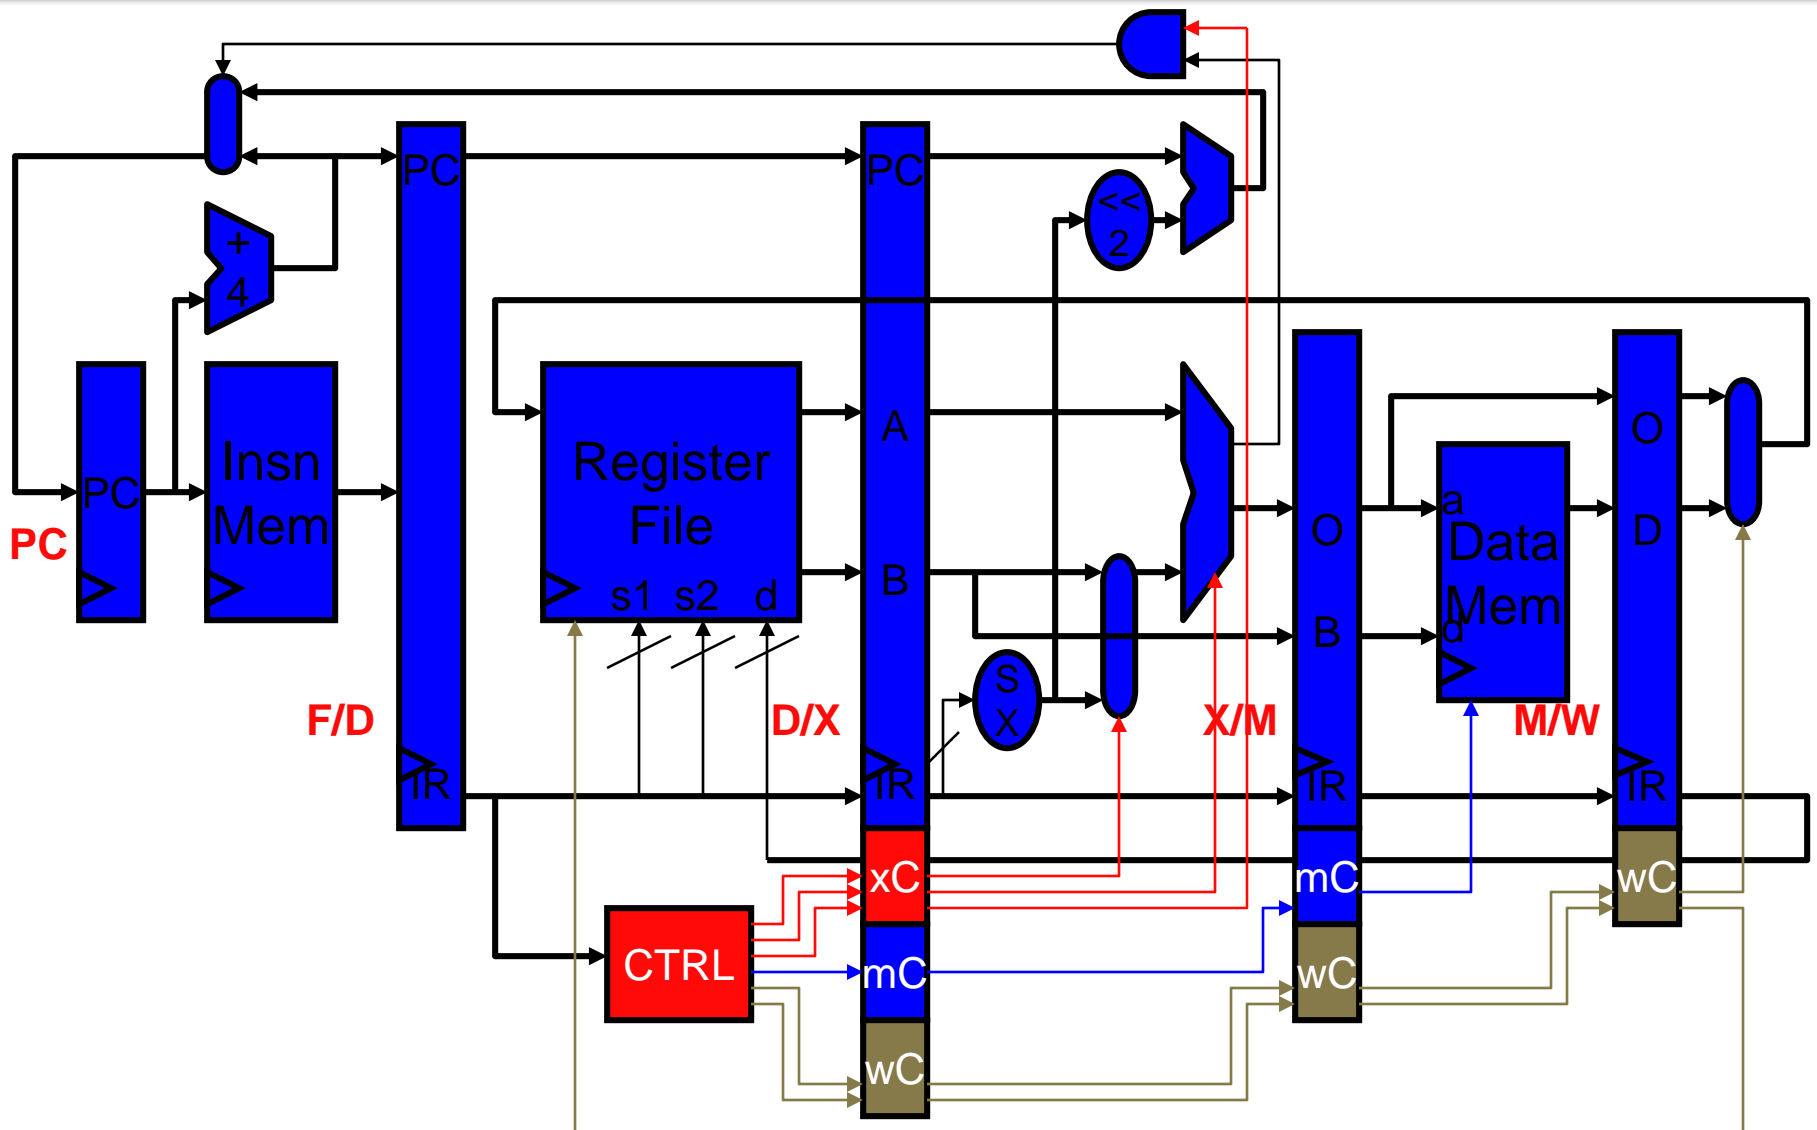 PC
PC
<<
2
+
4
A
O
Insn
Mem
Register
File
PC
a
Data
Mem
d
O
D
PC
B
s1 s2 d
B
S
X
F/D
D/X
X/M
M/W
IR
IR
IR
IR
xC
mC
wC
CTRL
mC
wC
wC